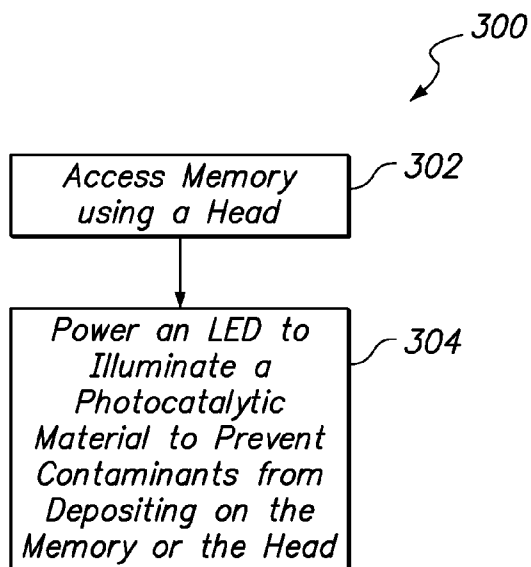 300
Access Memory
using a Head
302
Power an LED to
Illuminate a
Photocatalytic
Material to Prevent
Contaminants from
Depositing on the
Memory or the Head
304